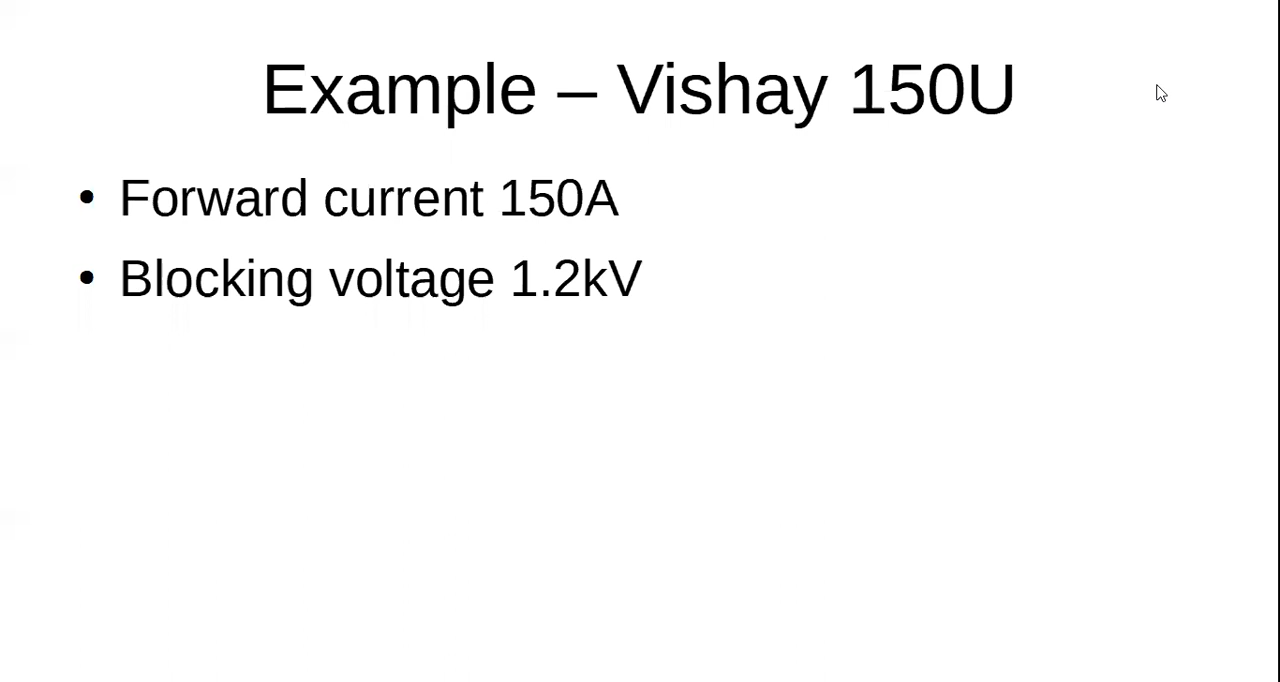 Example – Vishay 150U
• Forward current 150A
• Blocking voltage 1.2kV